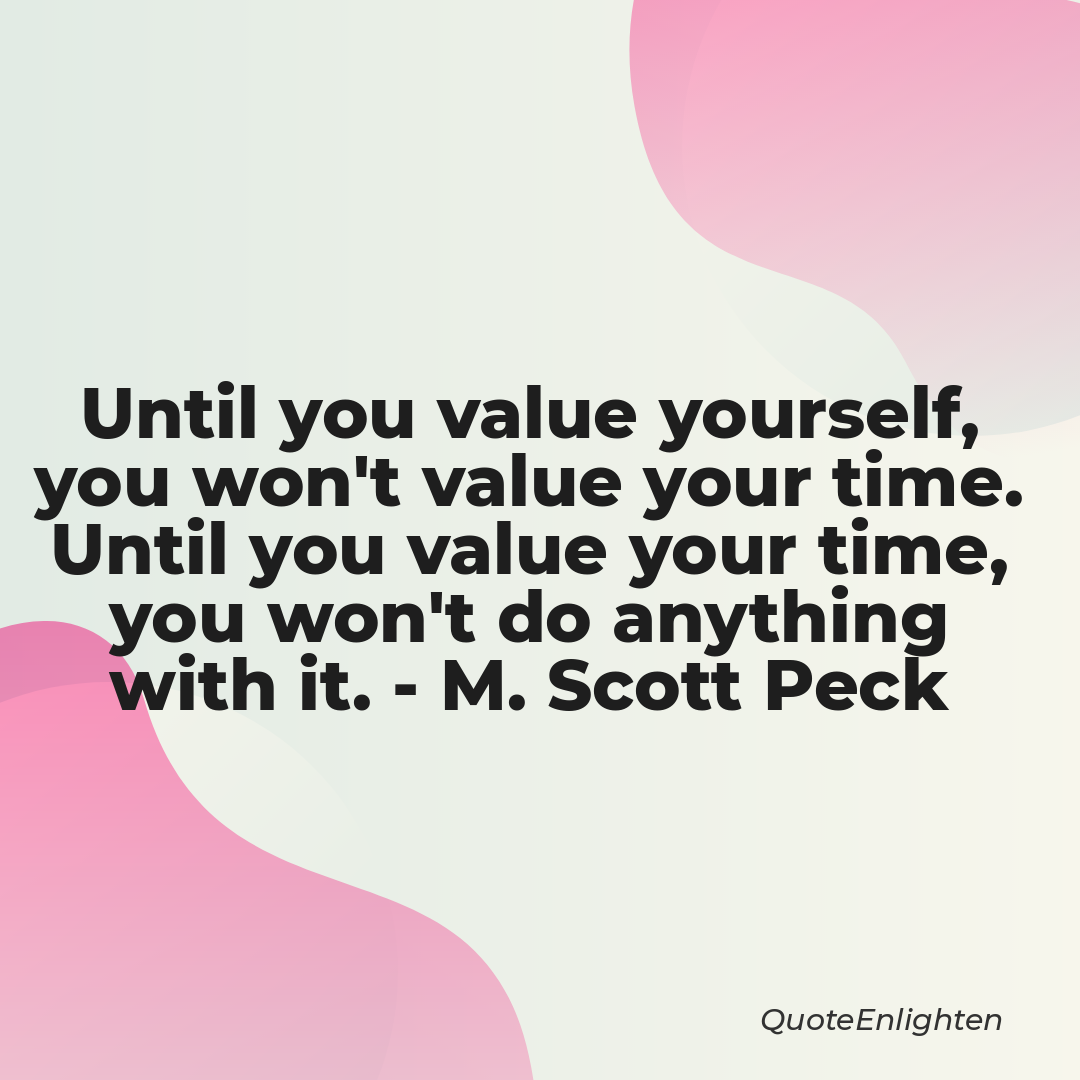 Until you value yourself,
you won't value your time.
Until you value your time,
you won't do anything
with it. - M. Scott Peck
QuoteEnlighten